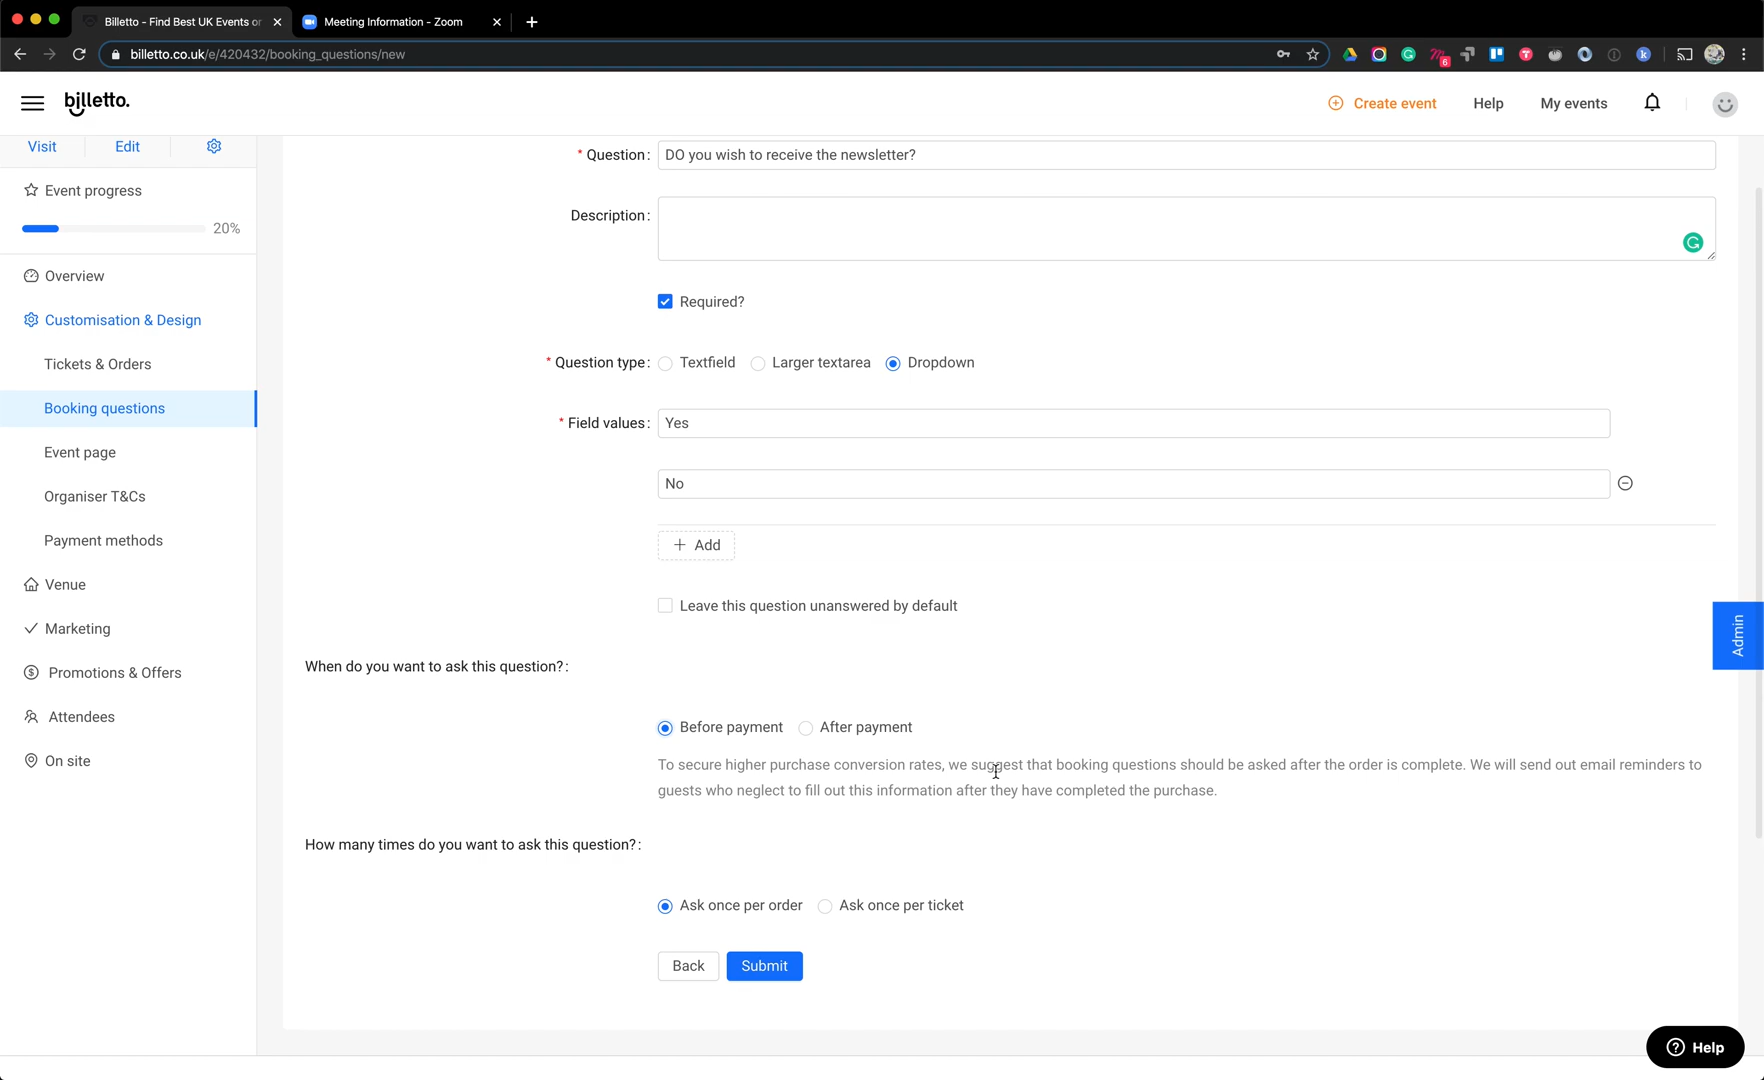 Billetto - Find Best UK Events or
Meeting Information - Zoom
billetto.co.uk/e/420432/booking_questions/new
6
billetto.
Create event
Help
My events
Visit
Edit
Event progress
20%
Overview
Customisation & Design
Tickets & Orders
Booking questions
Event page
Organiser T&Cs
Payment methods
Venue
Marketing
Promotions & Offers
Attendees
On site
* Question: DO you wish to receive the newsletter?
Description:
Required?
* Question type: Textfield Larger textarea Dropdown
* Field values: Yes
No
+ Add
Leave this question unanswered by default
When do you want to ask this question?:
Before payment After payment
To secure higher purchase conversion rates, we suggest that booking questions should be asked after the order is complete. We will send out email reminders to
guests who neglect to fill out this information after they have completed the purchase.
How many times do you want to ask this question?:
Ask once per order Ask once per ticket
Back Submit
Admin
Help